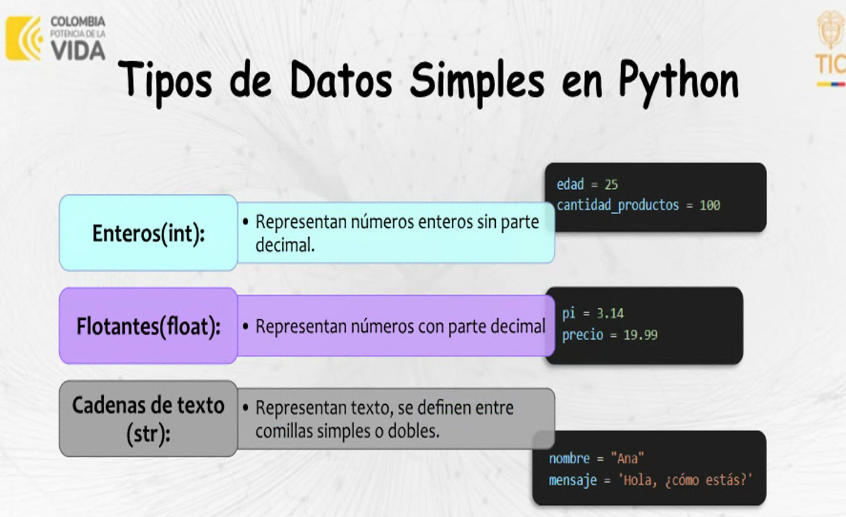 COLOMBIA
POTENCIA DE LA
VIDA
TIC
Tipos de Datos Simples en Python
Enteros(int):
• Representan números enteros sin parte
decimal.
edad = 25
cantidad_productos = 100
Flotantes(float):
• Representan números con parte decimal
pi = 3.14
precio = 19.99
Cadenas de texto
(str):
• Representan texto, se definen entre
comillas simples o dobles.
nombre = "Ana"
mensaje = 'Hola, ¿cómo estás?'